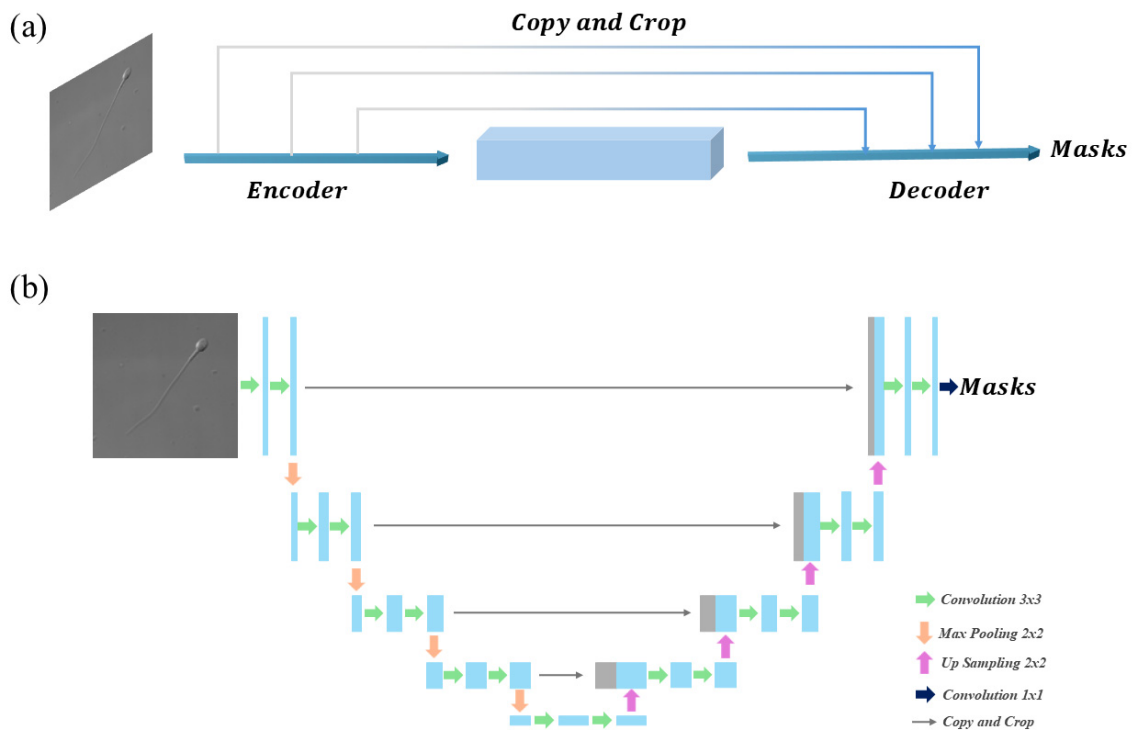 (a)
Copy and Crop
Encoder
Decoder
Masks
(b)
Masks
Convolution 3x3
Max Pooling 2x2
Up Sampling 2x2
Convolution 1x1
Copy and Crop